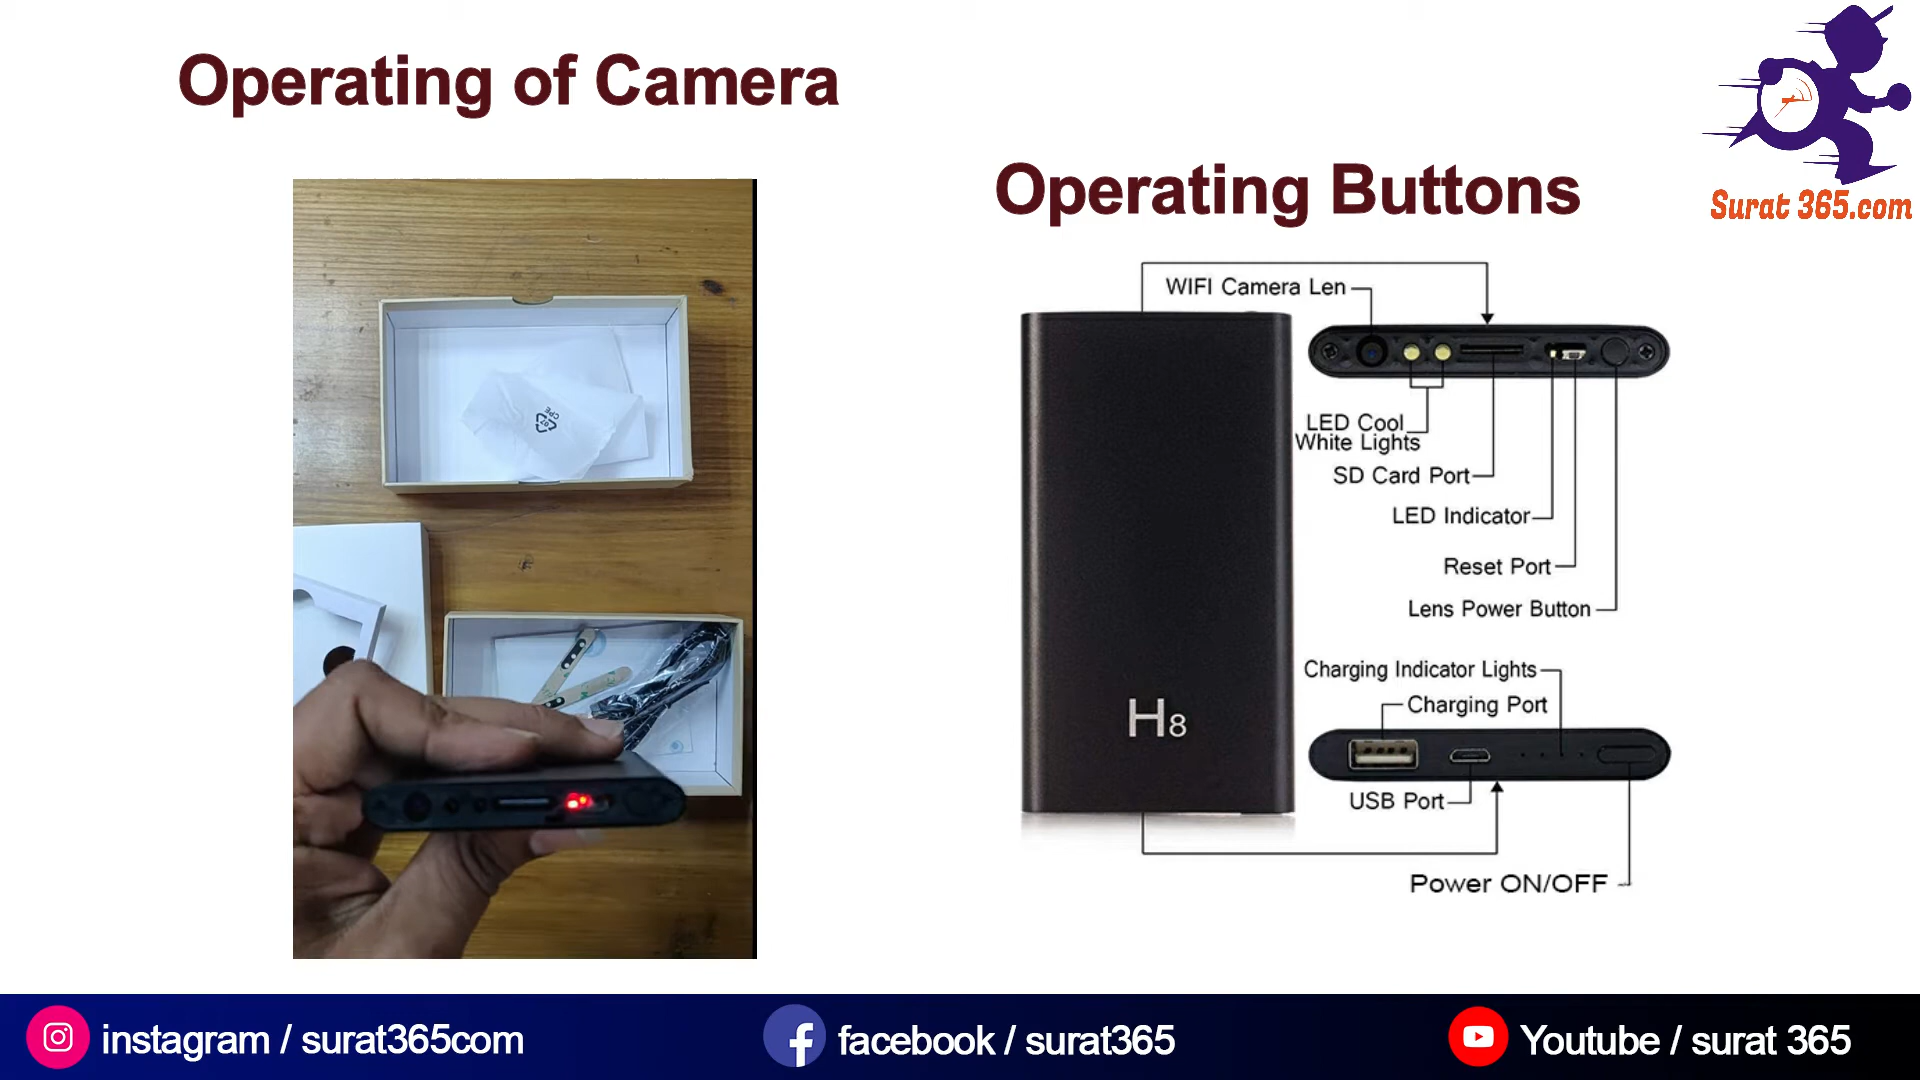 Operating of Camera
Surat 365.com
Operating Buttons
WIFI Camera Len
LED Cool
White Lights
SD Card Port
LED Indicator
Reset Port
Lens Power Button
Charging Indicator Lights
Charging Port
H8
USB Port
Power ON/OFF
07
CPE
instagram / surat365com
facebook / surat365
Youtube / surat 365